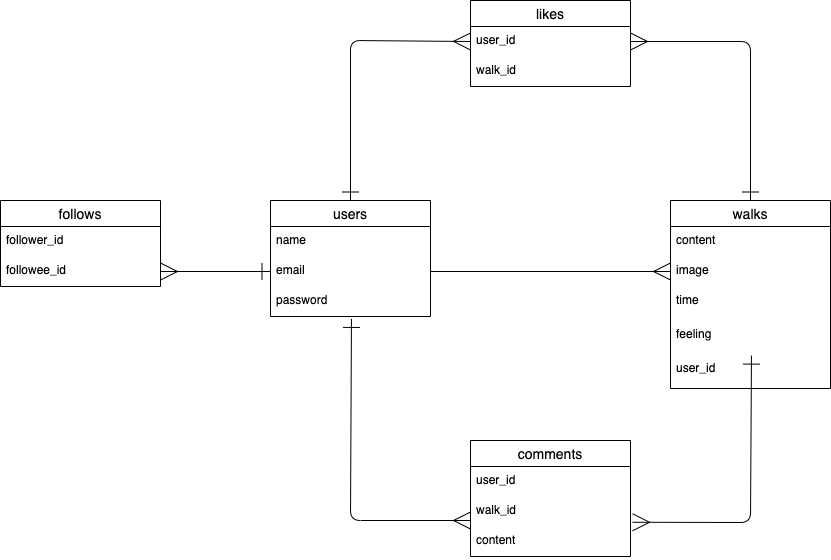 likes
user_id
walk_id
follows
follower_id
followee_id
users
name
email
password
walks
content
image
time
feeling
user_id
comments
user_id
walk_id
content